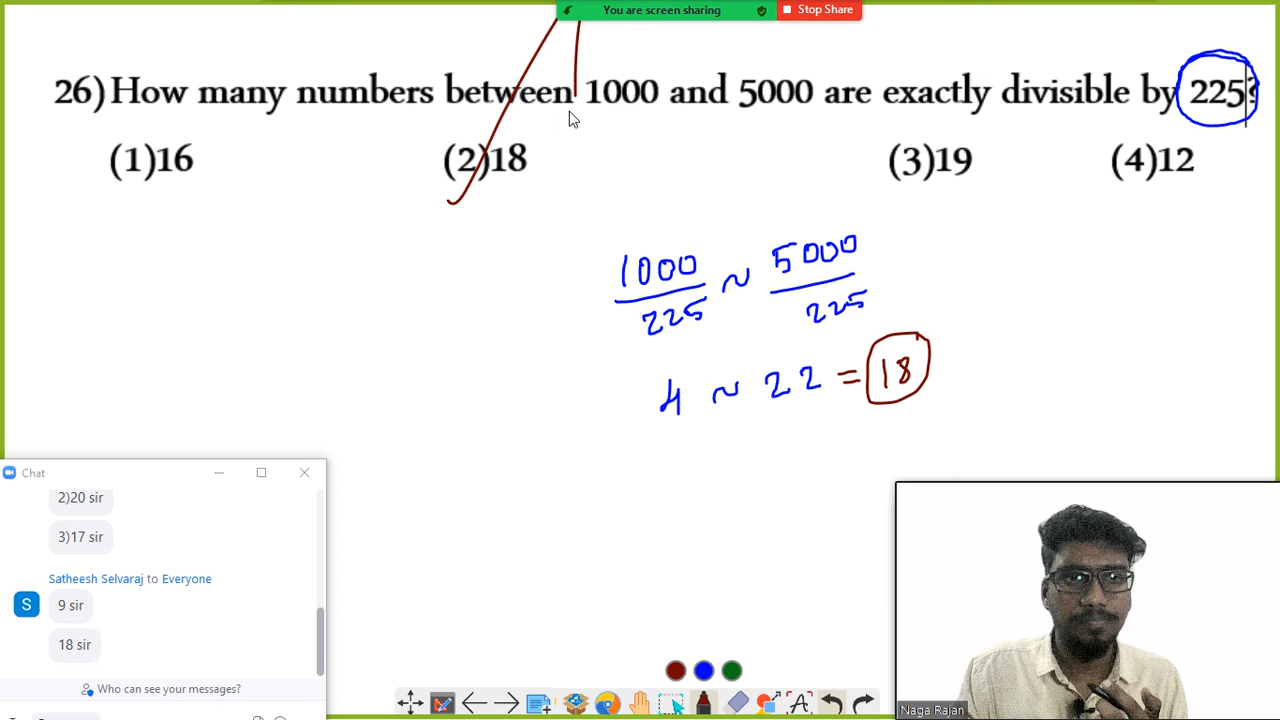 You are screen sharing
Stop Share
26)How many numbers between 1000 and 5000 are exactly divisible by 225?
(1)16 (2)18 (3)19 (4)12
1000 ~ 5000
225 225
4 ~ 22 = 18
Chat
2)20 sir
3)17 sir
Satheesh Selvaraj to Everyone
S
9 sir
18 sir
Who can see your messages?
A
Naga Rajan